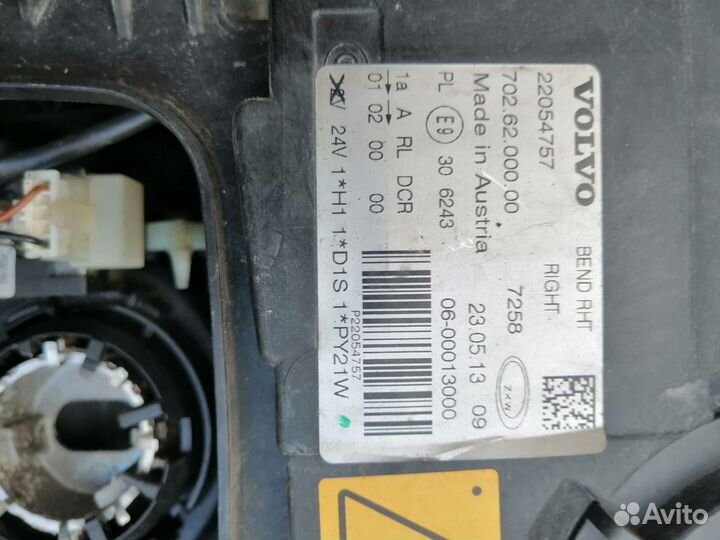 VOLVO BEND RHT
22054757 RIGHT
702.62.000.00 7258 ZKW
Made in Austria 23.05.13 09
PL E9 30 6243 06-00013000
1a A RL DCR
01 02 00 00
P22054757
24V 1*H1 1*D1S 1*PY21W
Avito